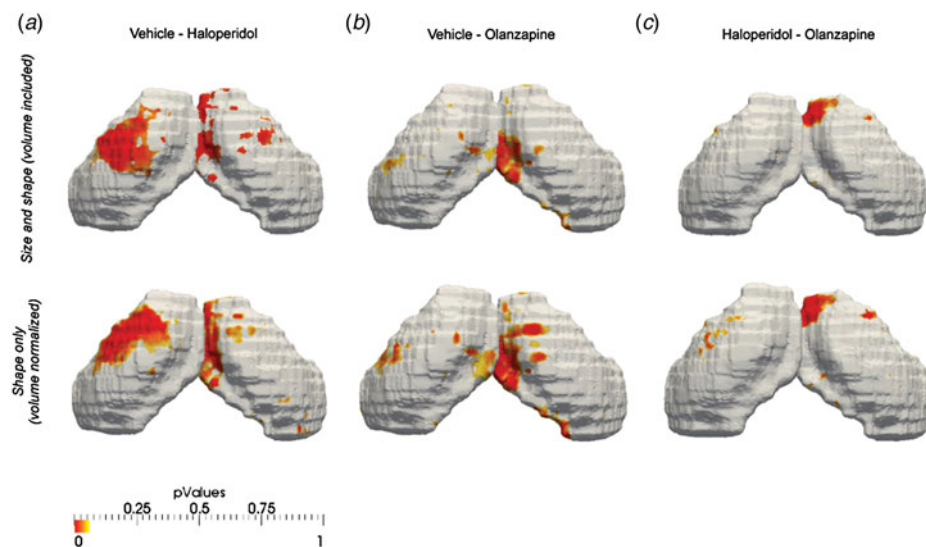 (a) Vehicle - Haloperidol (b) Vehicle - Olanzapine (c) Haloperidol - Olanzapine
Size and shape (volume included)
Shape only
(volume normalized)
pValues
0.25 0.5 0.75
0 1